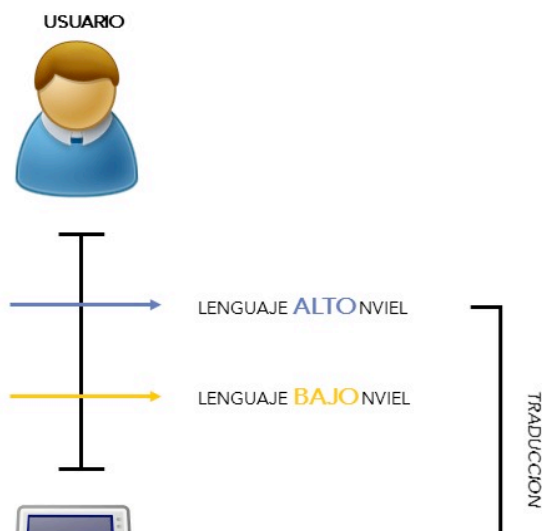 USUARIO
LENGUAJE ALTO NVIEL
LENGUAJE BAJO NVIEL
TRADUCCION